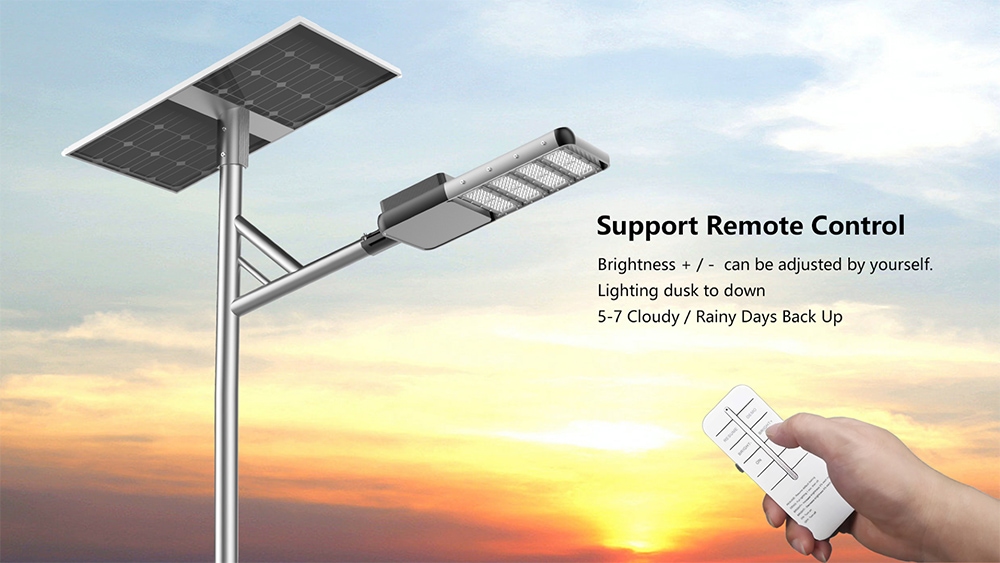 Support Remote Control
Brightness + / -  can be adjusted by yourself.
Lighting dusk to down
5-7 Cloudy / Rainy Days Back Up
ON